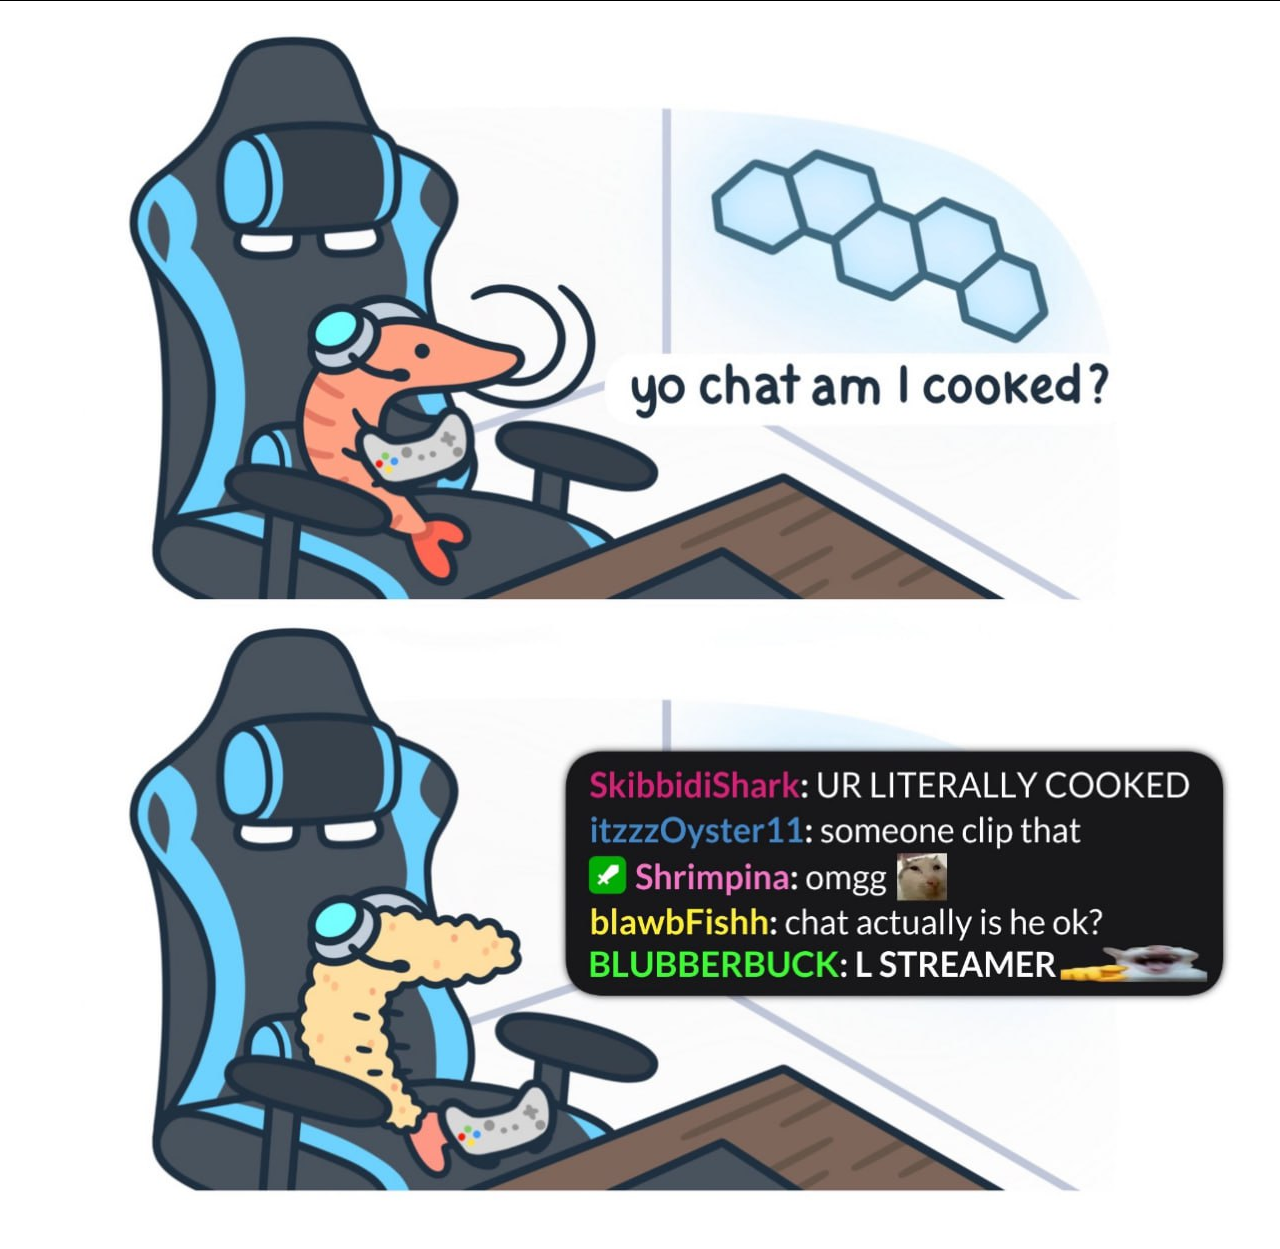 yo chat am I cooked?
SkibbidiShark: UR LITERALLY COOKED
itzzzOyster11: someone clip that
Shrimpina: omgg
blawbFishh: chat actually is he ok?
BLUBBERBUCK: L STREAMER